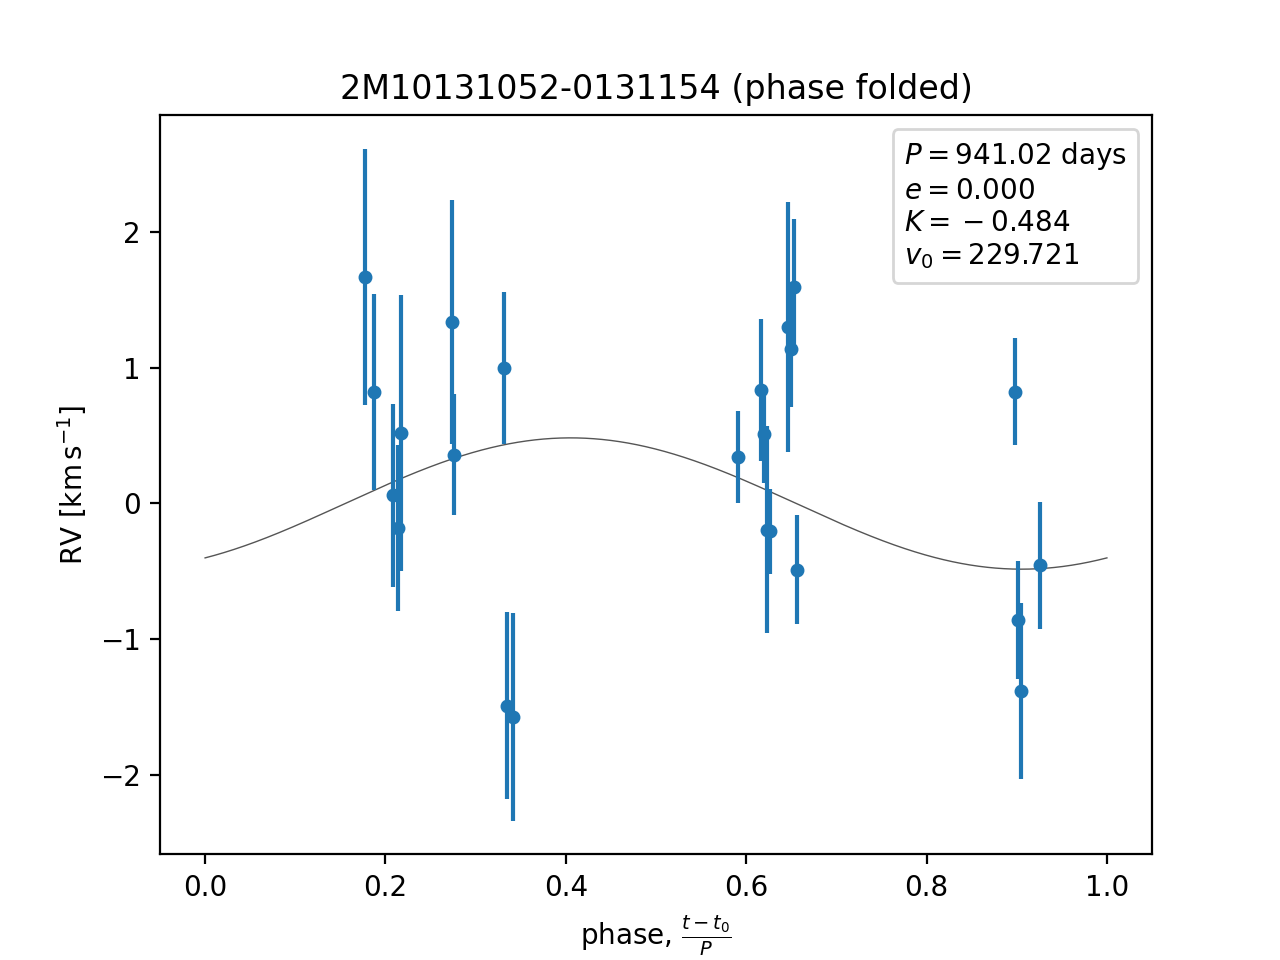 2M10131052-0131154 (phase folded)
P = 941.02 days
e = 0.000
K = −0.484
v₀ = 229.721
RV [km s⁻¹]
2
1
0
−1
−2
0.0 0.2 0.4 0.6 0.8 1.0
phase, (t − t₀)/P